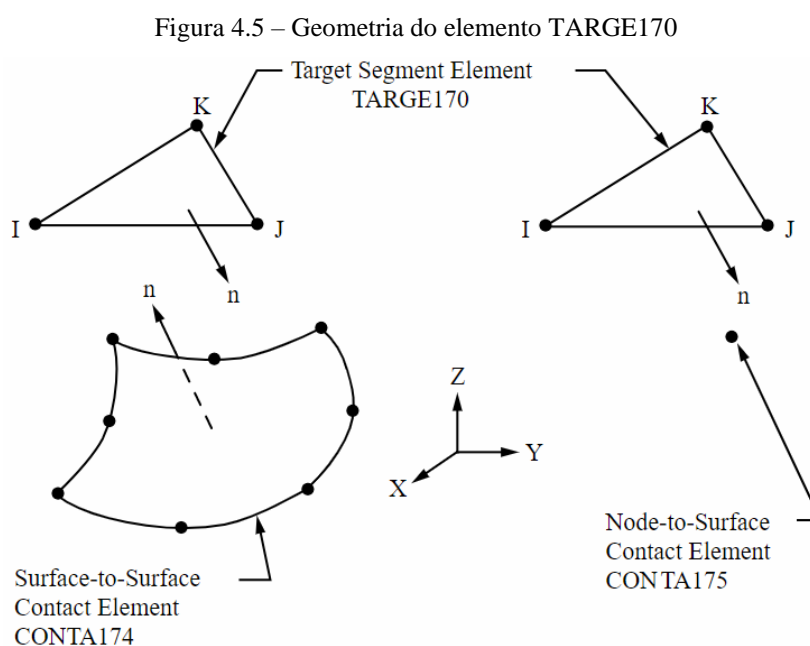 Figura 4.5 – Geometria do elemento TARGE170
Target Segment Element
TARGE170
K
I
J
n
K
I
J
n
n
Z
Y
X
Surface-to-Surface
Contact Element
CONTA174
Node-to-Surface
Contact Element
CONTA175